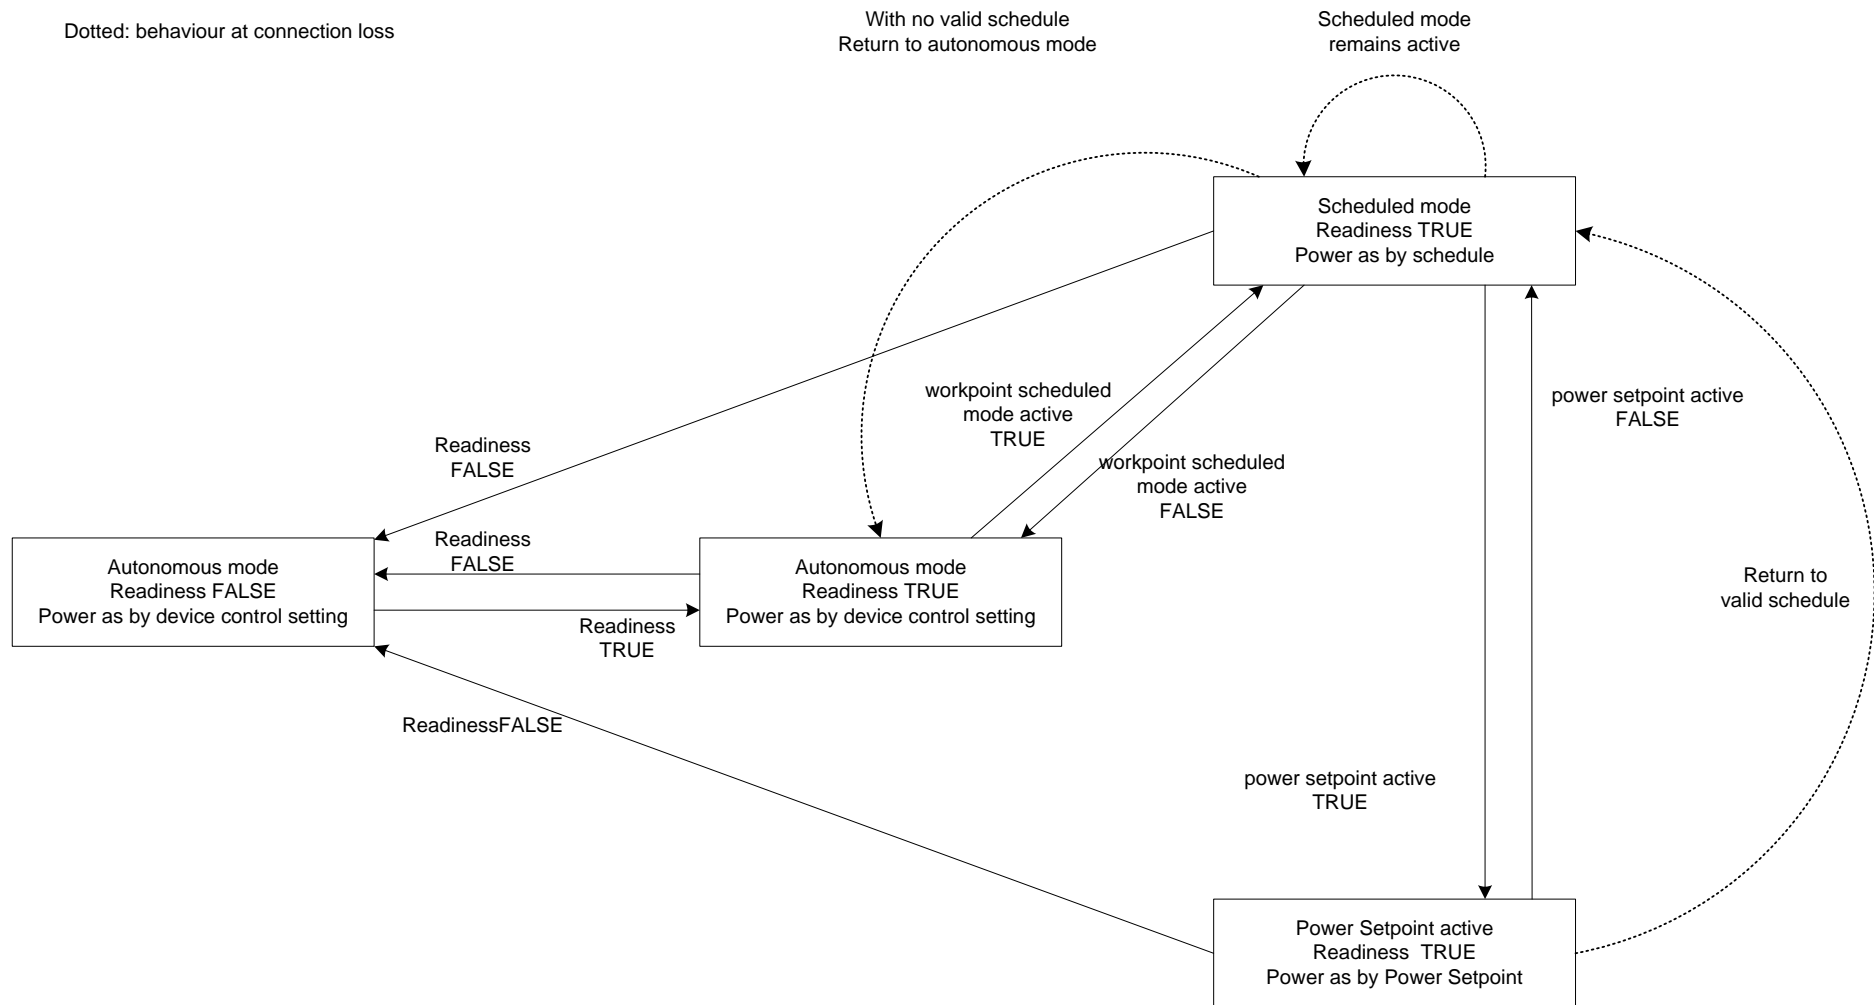 Dotted: behaviour at connection loss
With no valid schedule
Return to autonomous mode
Scheduled mode
remains active
Scheduled mode
Readiness TRUE
Power as by schedule
workpoint scheduled
mode active
TRUE
power setpoint active
FALSE
Readiness
FALSE
workpoint scheduled
mode active
FALSE
Readiness
FALSE
Autonomous mode
Readiness FALSE
Power as by device control setting
Autonomous mode
Readiness TRUE
Power as by device control setting
Return to
valid schedule
Readiness
TRUE
ReadinessFALSE
power setpoint active
TRUE
Power Setpoint active
Readiness  TRUE
Power as by Power Setpoint